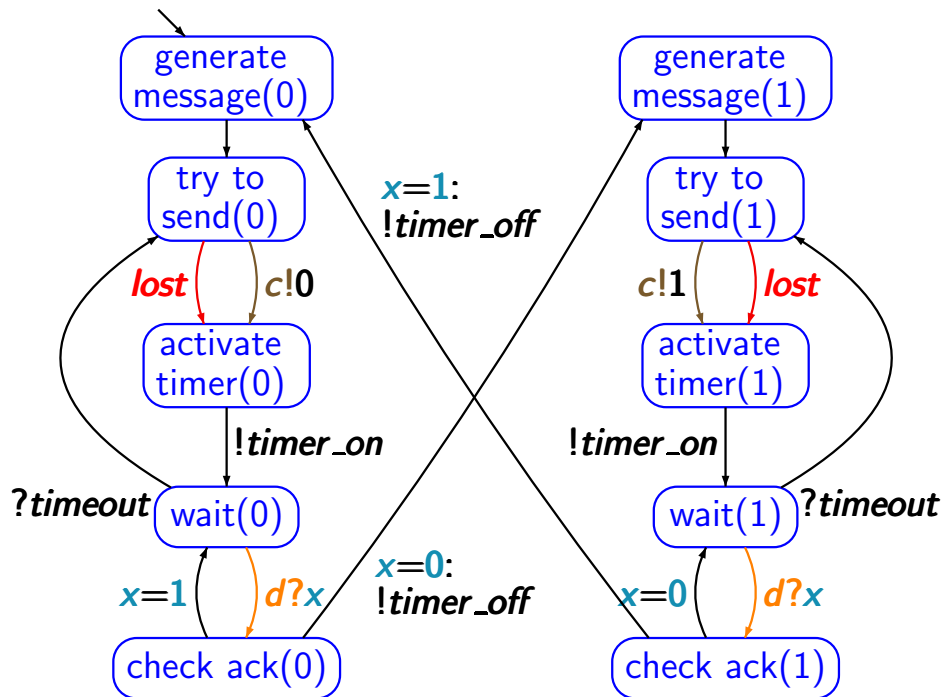 generate
message(0)
generate
message(1)
try to
send(0)
x=1:
!timer_off
try to
send(1)
lost
c!0
c!1
lost
activate
timer(0)
activate
timer(1)
!timer_on
!timer_on
?timeout
wait(0)
wait(1)
?timeout
x=1
d?x
x=0:
!timer_off
x=0
d?x
check ack(0)
check ack(1)